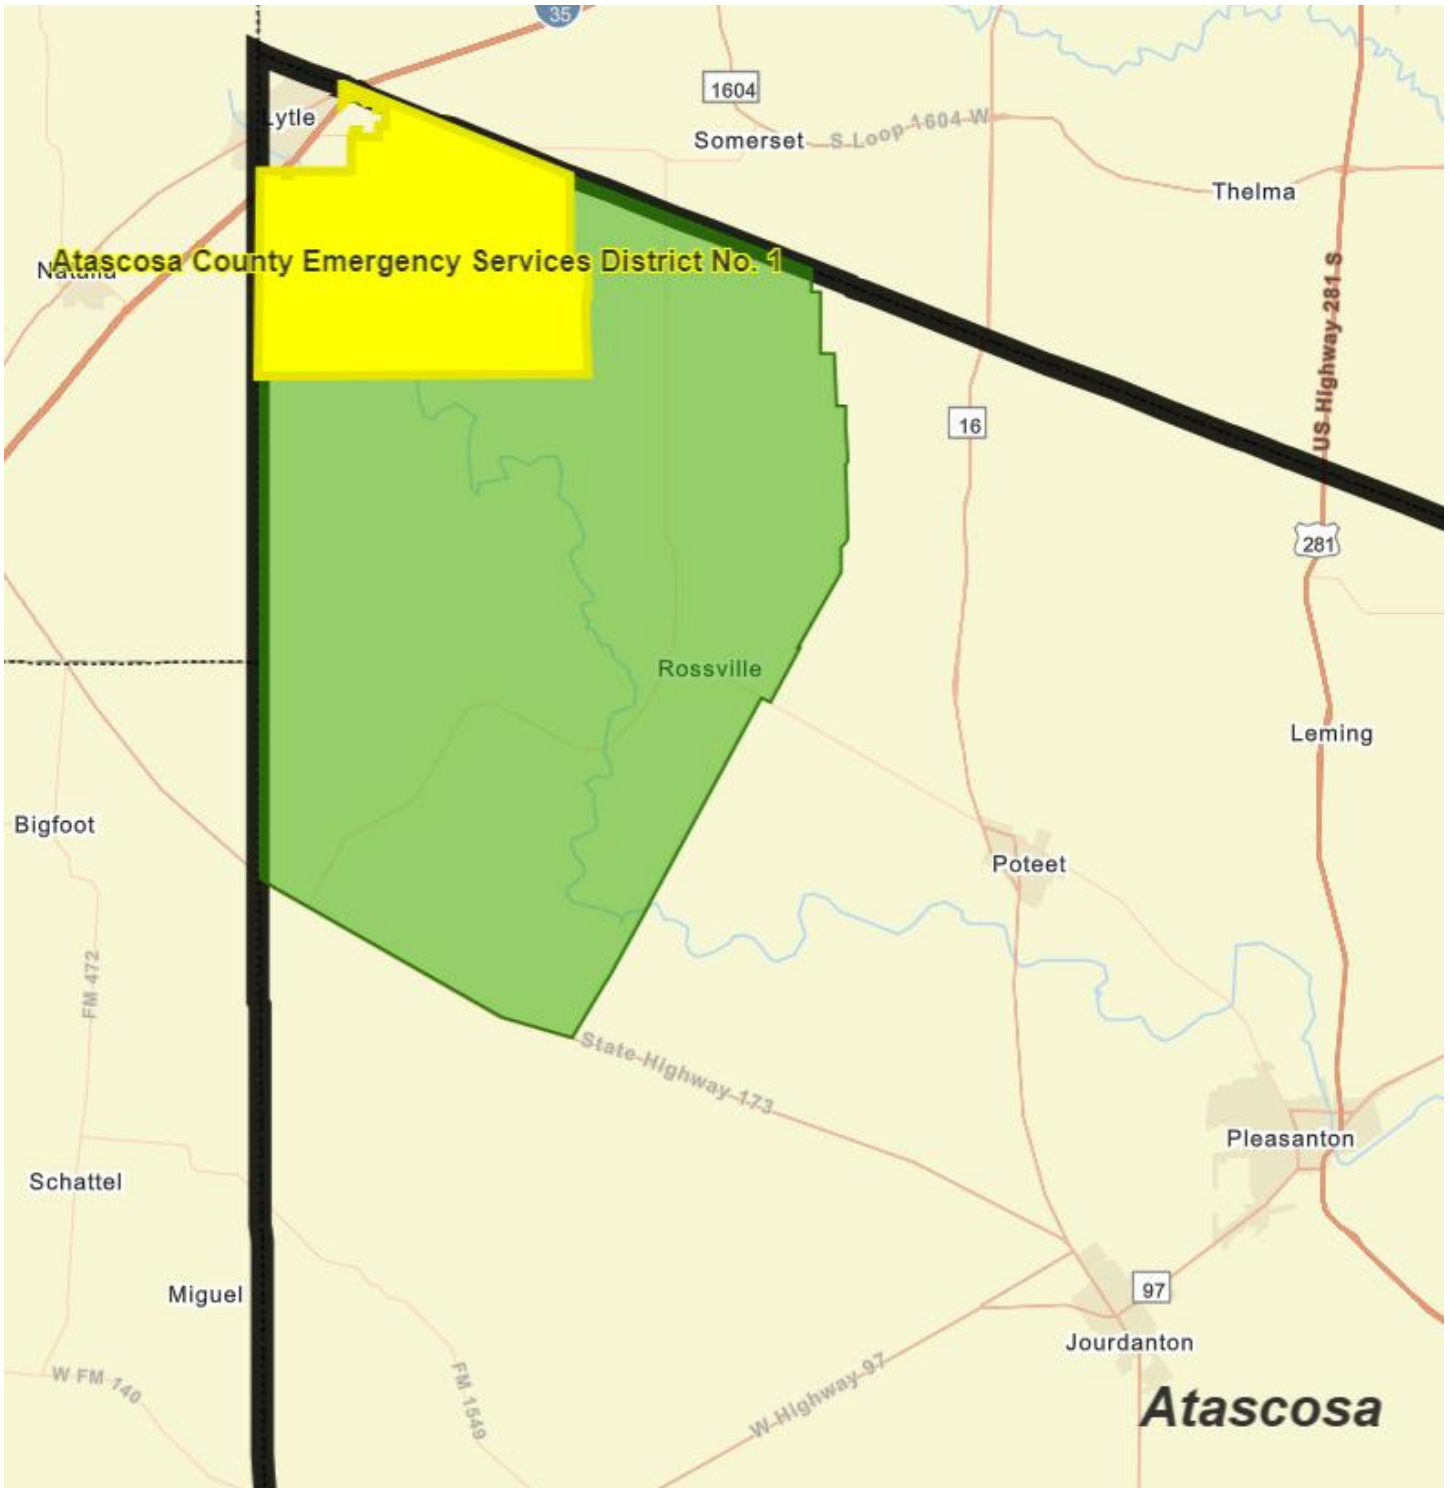 35
1604
Lytle
Somerset
S Loop 1604 W
Thelma
Natalia
Atascosa County Emergency Services District No. 1
US Highway 281 S
16
281
Rossville
Leming
Bigfoot
Poteet
FM 472
State Highway 173
Pleasanton
Schattel
Miguel
97
Jourdanton
W FM 140
FM 1549
W Highway 97
Atascosa